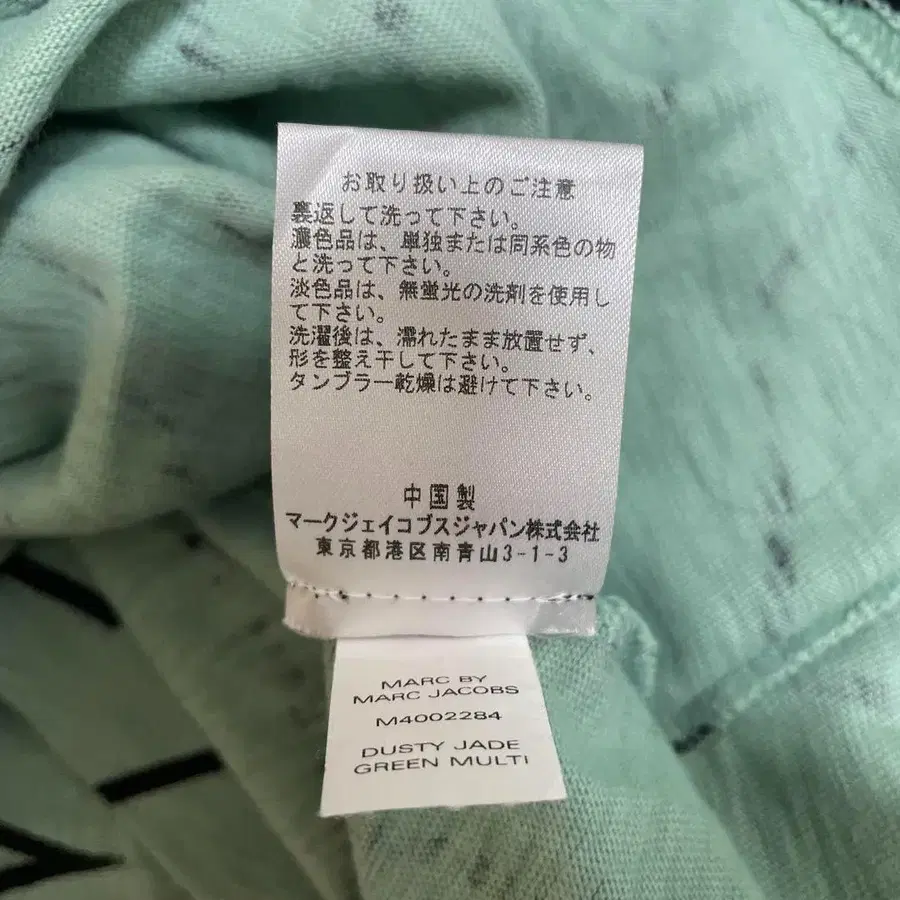 お取り扱い上のご注意
裏返して洗って下さい。
濃色品は、単独または同系色の物
と洗って下さい。
淡色品は、無蛍光の洗剤を使用し
て下さい。
洗濯後は、濡れたまま放置せず、
形を整え干して下さい。
タンブラー乾燥は避けて下さい。
中国製
マークジェイコブスジャパン株式会社
東京都港区南青山3-1-3
MARC BY
MARC JACOBS
M4002284
DUSTY JADE
GREEN MULTI